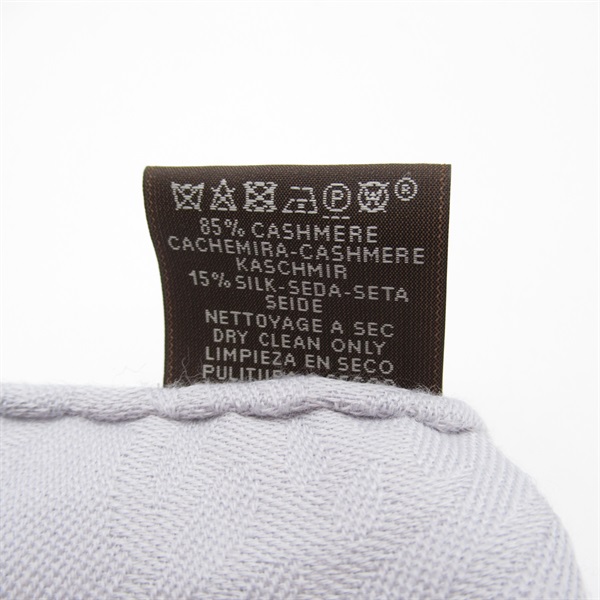 P ®
85% CASHMERE
CACHEMIRA-CASHMERE
KASCHMIR
15% SILK-SEDA-SETA
SEIDE
NETTOYAGE A SEC
DRY CLEAN ONLY
LIMPIEZA EN SECO